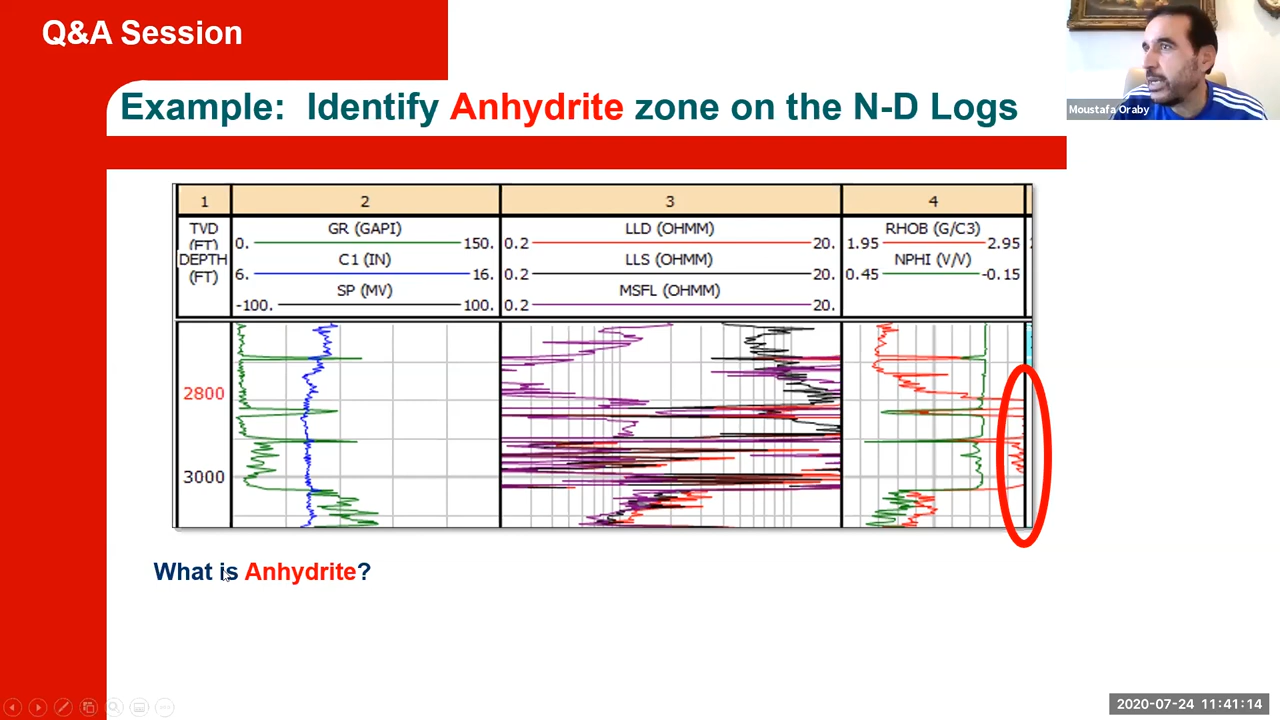 Q&A Session
Example: Identify Anhydrite zone on the N-D Logs
Moustafa Oraby
1 2 3 4
TVD (FT)
DEPTH (FT)
GR (GAPI)
0. 150.
C1 (IN)
6. 16.
SP (MV)
-100. 100.
LLD (OHMM)
0.2 20.
LLS (OHMM)
0.2 20.
MSFL (OHMM)
0.2 20.
RHOB (G/C3)
1.95 2.95
NPHI (V/V)
0.45 -0.15
2800
3000
What is Anhydrite?
2020-07-24 11:41:14